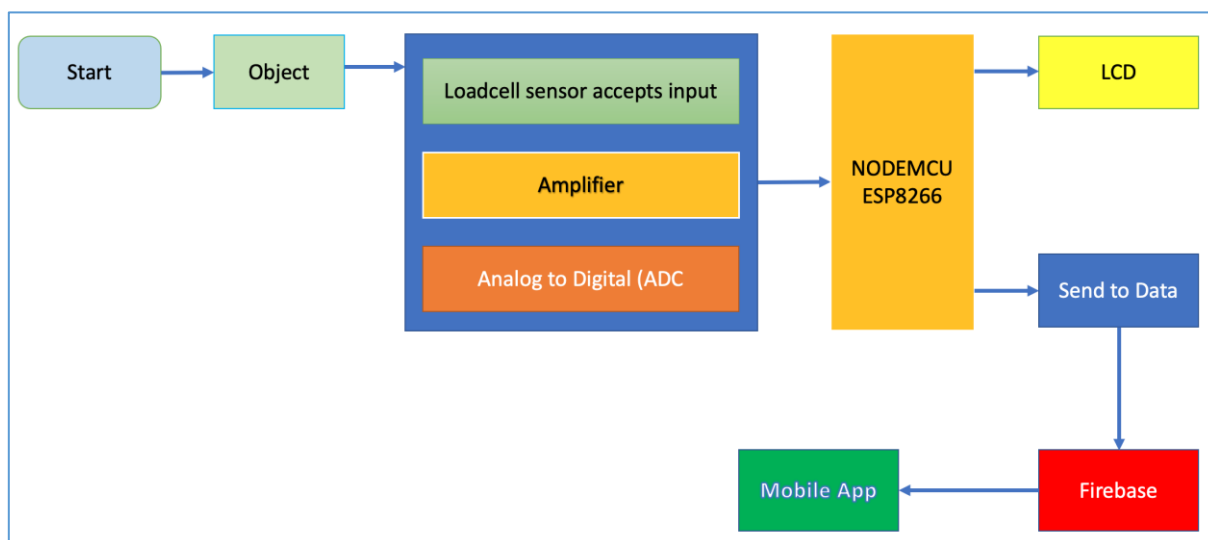 Start
Object
Loadcell sensor accepts input
Amplifier
Analog to Digital (ADC
NODEMCU
ESP8266
LCD
Send to Data
Mobile App
Firebase